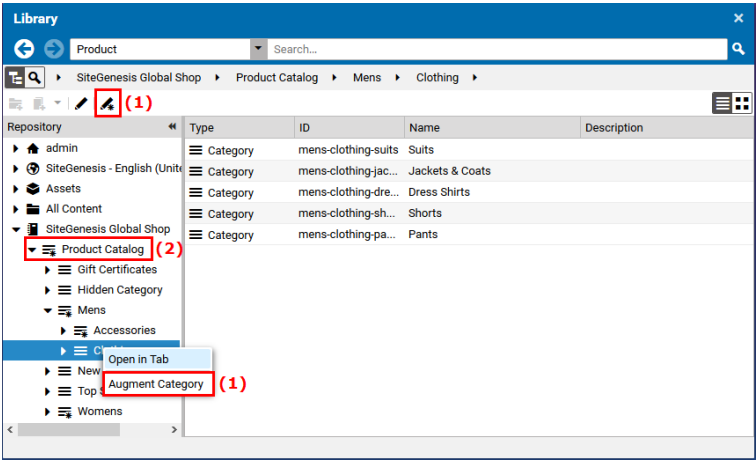 Library
Product
Search...
SiteGenesis Global Shop Product Catalog Mens Clothing
(1)
Repository
Type ID Name Description
admin
SiteGenesis - English (Unite
Assets
All Content
SiteGenesis Global Shop
Product Catalog (2)
Gift Certificates
Hidden Category
Mens
Accessories
New
Top
Womens
Open in Tab
Augment Category (1)
Category mens-clothing-suits Suits
Category mens-clothing-jac... Jackets & Coats
Category mens-clothing-dre... Dress Shirts
Category mens-clothing-sh... Shorts
Category mens-clothing-pa... Pants